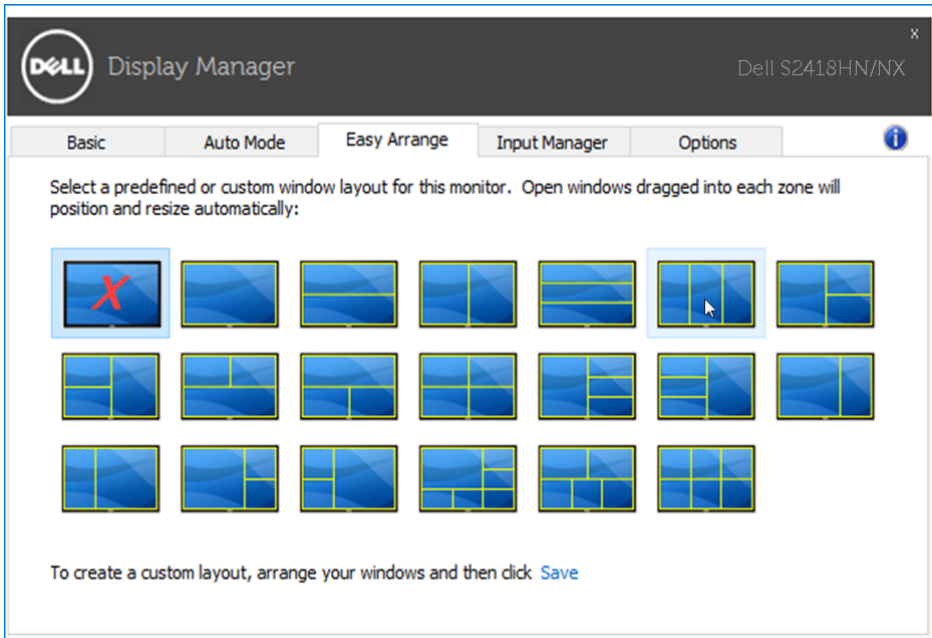 x
DELL Display Manager
Dell S2418HN/NX
Basic Auto Mode Easy Arrange Input Manager Options
Select a predefined or custom window layout for this monitor. Open windows dragged into each zone will
position and resize automatically:
X
To create a custom layout, arrange your windows and then click Save